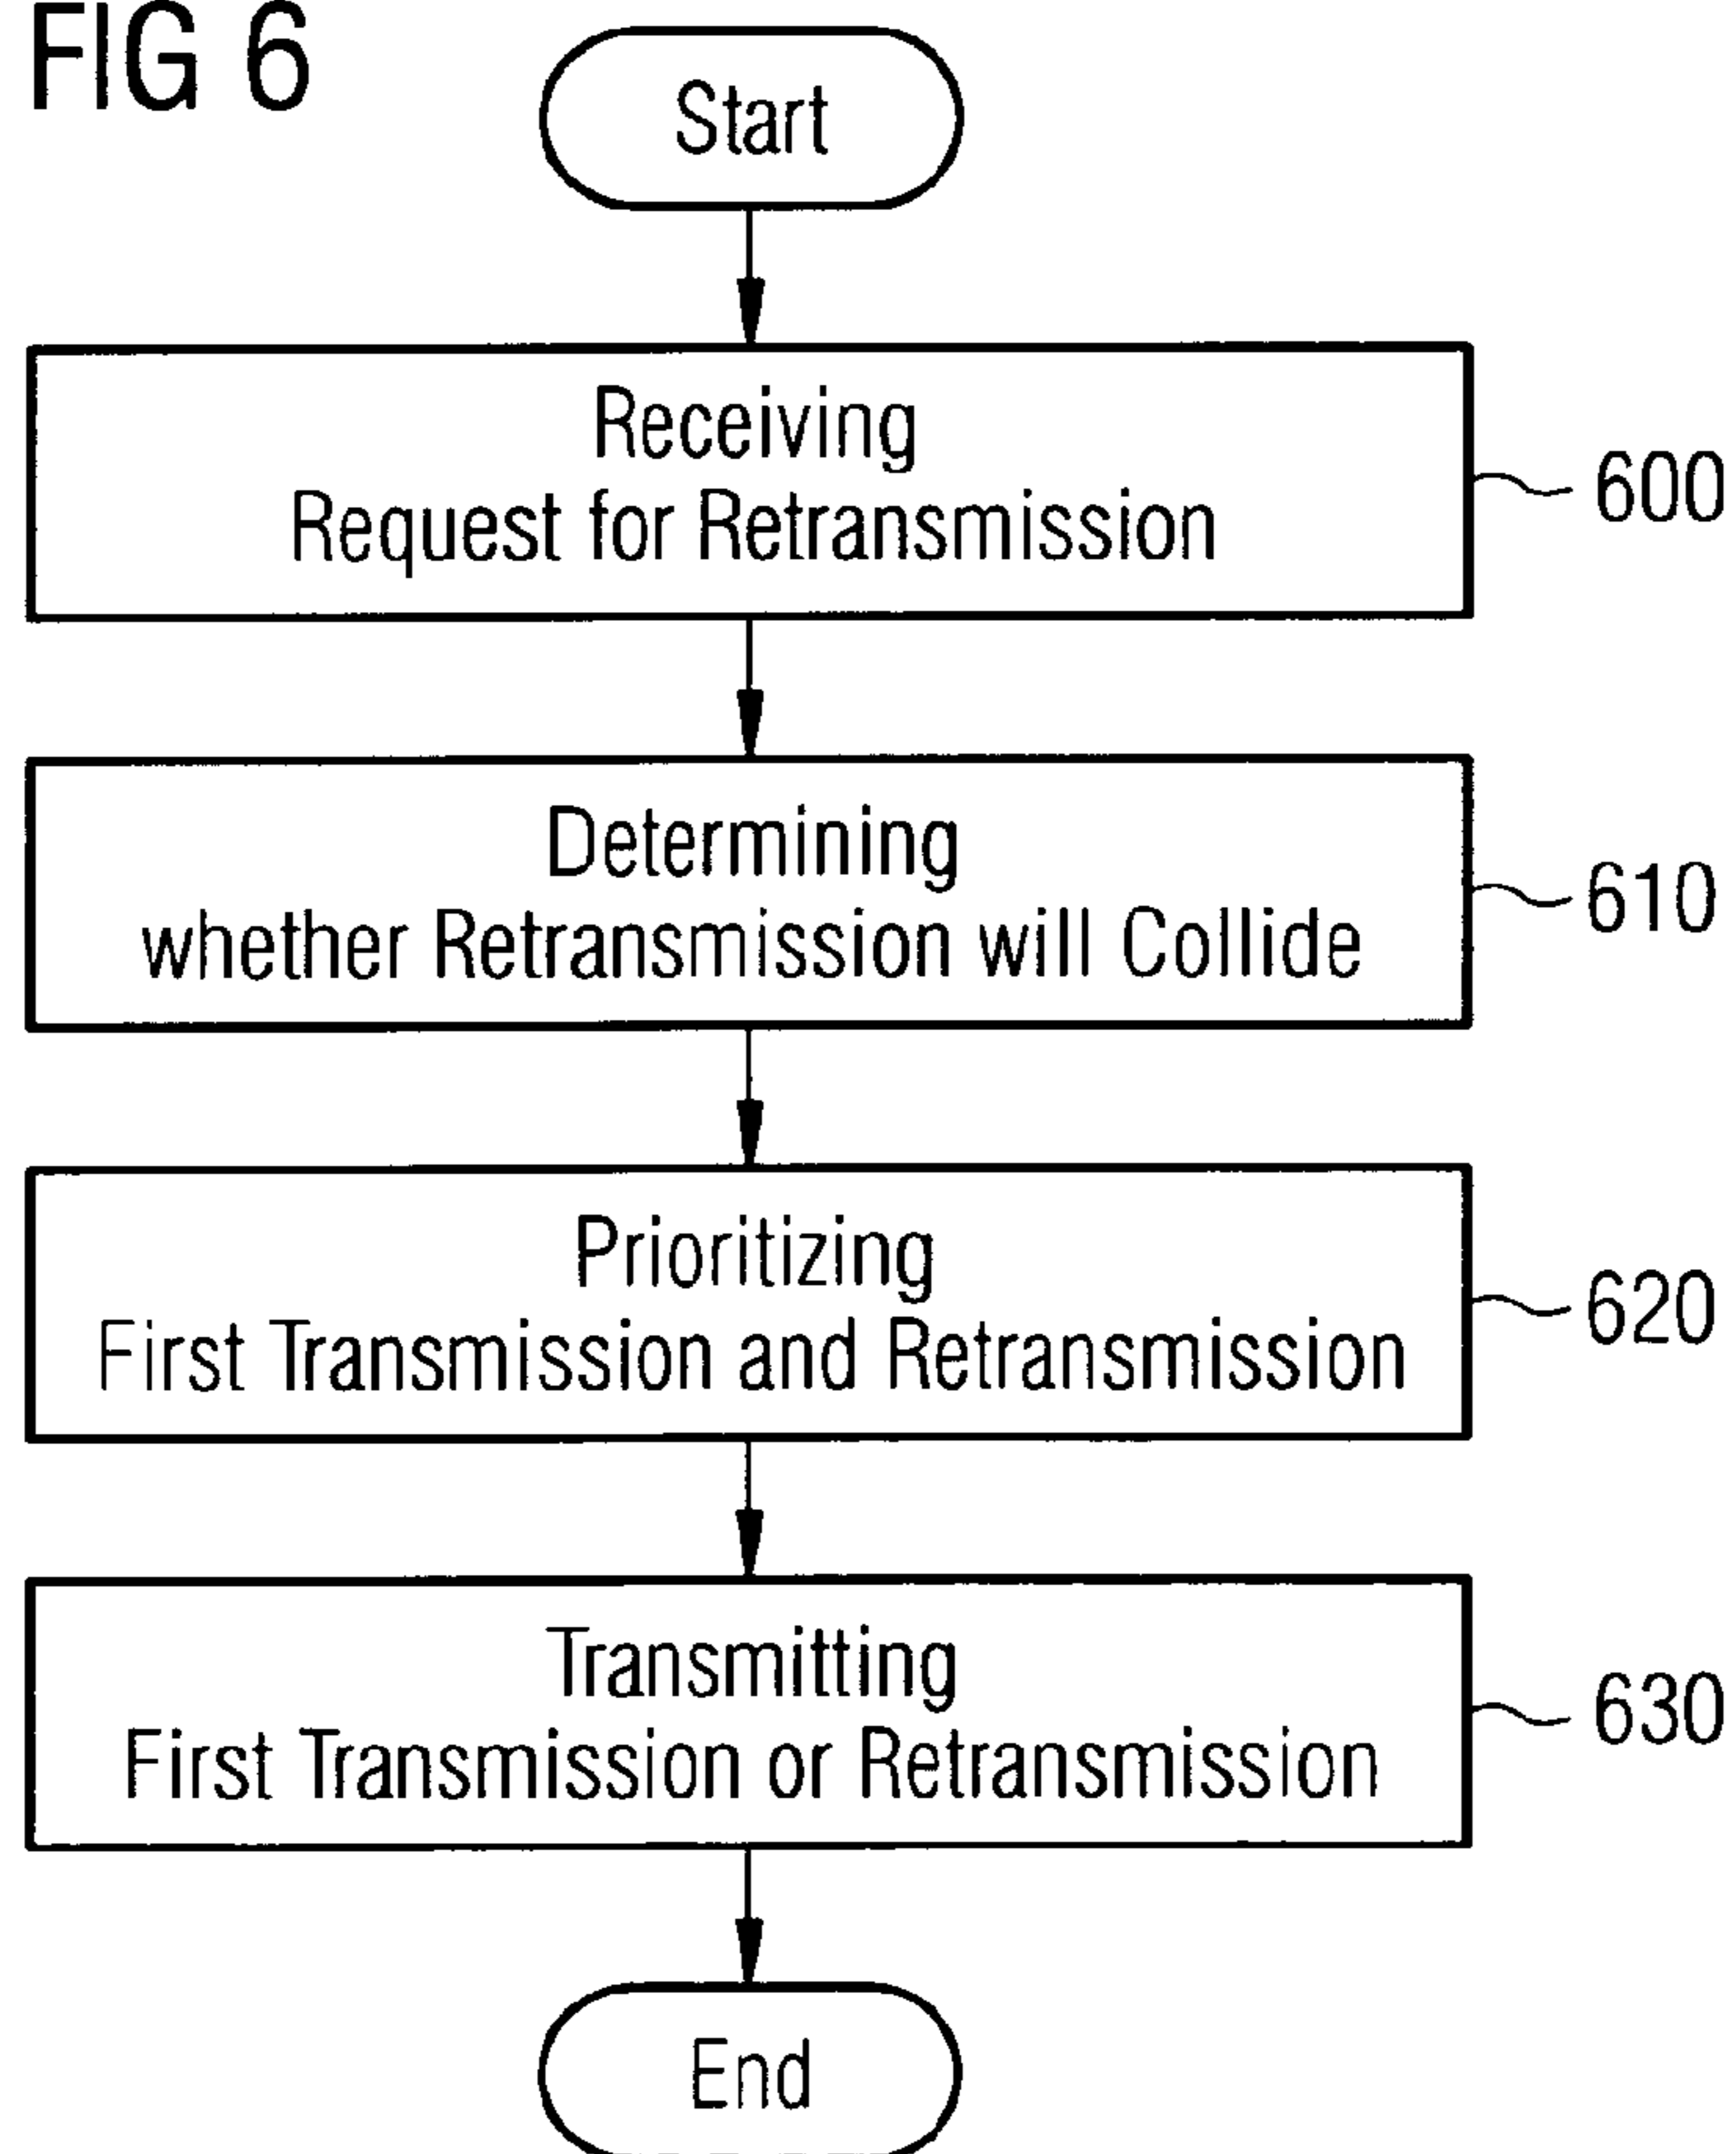 FIG 6
Start
Receiving
Request for Retransmission
600
Determining
whether Retransmission will Collide
610
Prioritizing
First Transmission and Retransmission
620
Transmitting
First Transmission or Retransmission
630
End